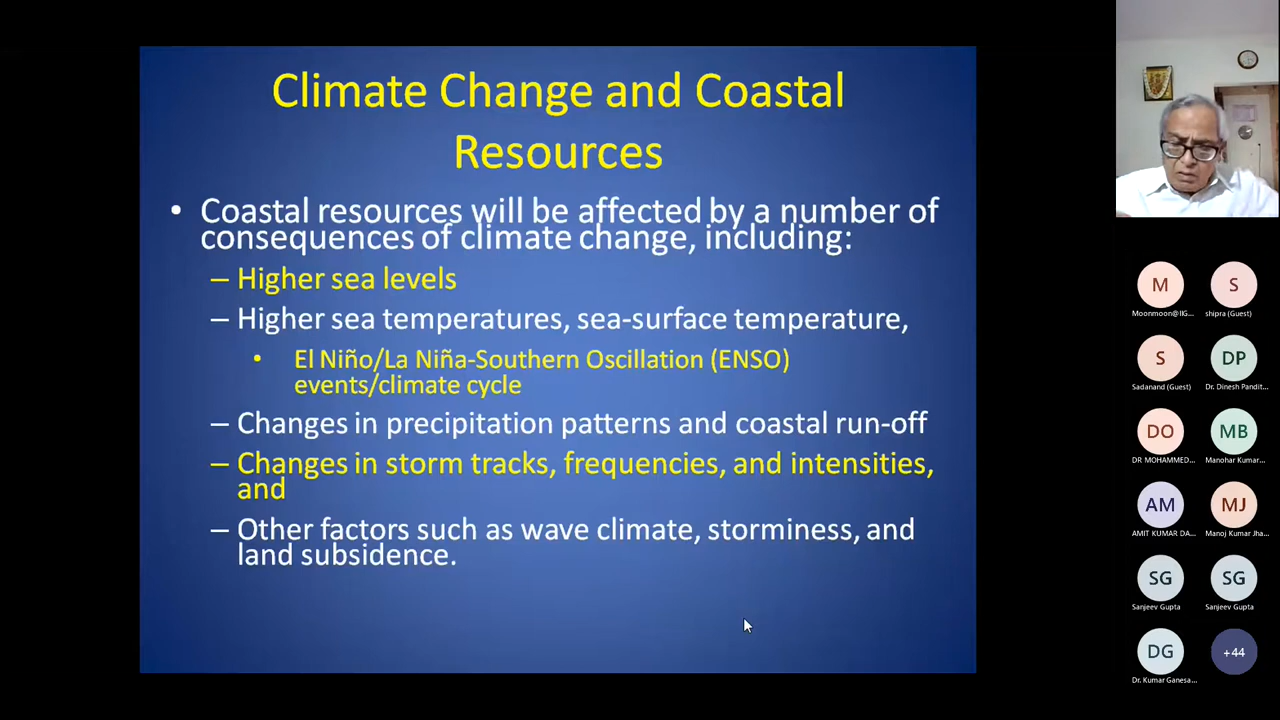 Climate Change and Coastal
Resources
• Coastal resources will be affected by a number of
consequences of climate change, including:
– Higher sea levels
– Higher sea temperatures, sea-surface temperature,
• El Niño/La Niña-Southern Oscillation (ENSO)
events/climate cycle
– Changes in precipitation patterns and coastal run-off
– Changes in storm tracks, frequencies, and intensities,
and
– Other factors such as wave climate, storminess, and
land subsidence.
M
S
Moonmoon@IIG...
shipra (Guest)
S
DP
Sadanand (Guest)
Dr. Dinesh Pandit...
DO
MB
DR MOHAMMED...
Manohar Kumar...
AM
MJ
AMIT KUMAR DA...
Manoj Kumar Jha...
SG
SG
Sanjeev Gupta
Sanjeev Gupta
DG
+44
Dr. Kumar Ganesa...